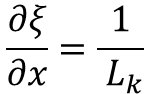 ∂ξ/∂x = 1/L_k